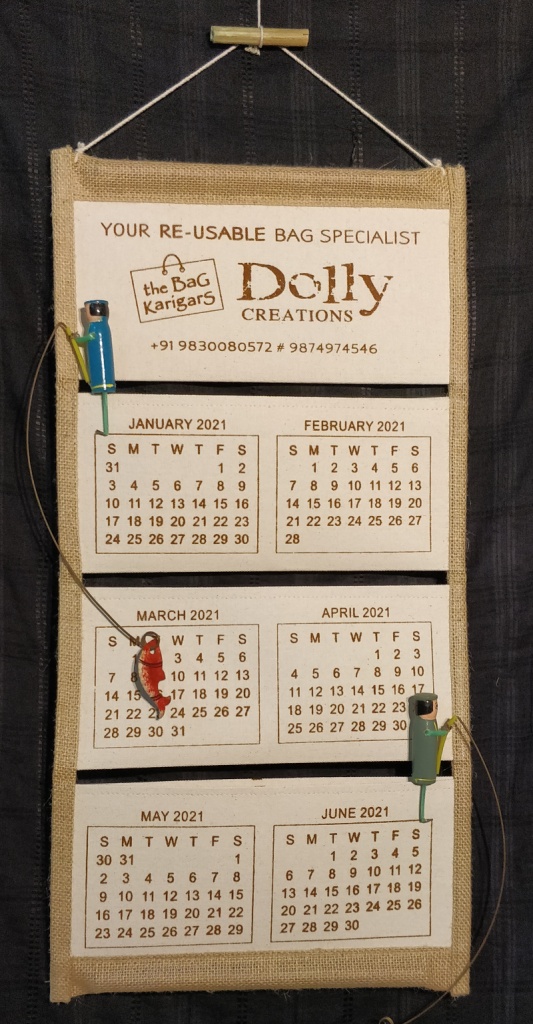 YOUR RE-USABLE BAG SPECIALIST
the BaG
KarigarS
Dolly
CREATIONS
+91 9830080572 # 9874974546
JANUARY 2021
S M T W T F S
31 1 2
3 4 5 6 7 8 9
10 11 12 13 14 15 16
17 18 19 20 21 22 23
24 25 26 27 28 29 30
FEBRUARY 2021
S M T W T F S
1 2 3 4 5 6
7 8 9 10 11 12 13
14 15 16 17 18 19 20
21 22 23 24 25 26 27
28
MARCH 2021
S M W T F S
3 4 5 6
7 8 10 11 12 13
14 15 17 18 19 20
21 22 23 24 25 26 27
28 29 30 31
APRIL 2021
S M T W T F S
1 2 3
4 5 6 7 8 9 10
11 12 13 14 15 16 17
18 19 20 21 22 23
25 26 27 28 29 30
MAY 2021
S M T W T F S
30 31 1
2 3 4 5 6 7 8
9 10 11 12 13 14 15
16 17 18 19 20 21 22
23 24 25 26 27 28 29
JUNE 2021
S M T W T F S
1 2 3 4 5
6 7 8 9 10 11 12
13 14 15 16 17 18 19
20 21 22 23 24 25 26
27 28 29 30